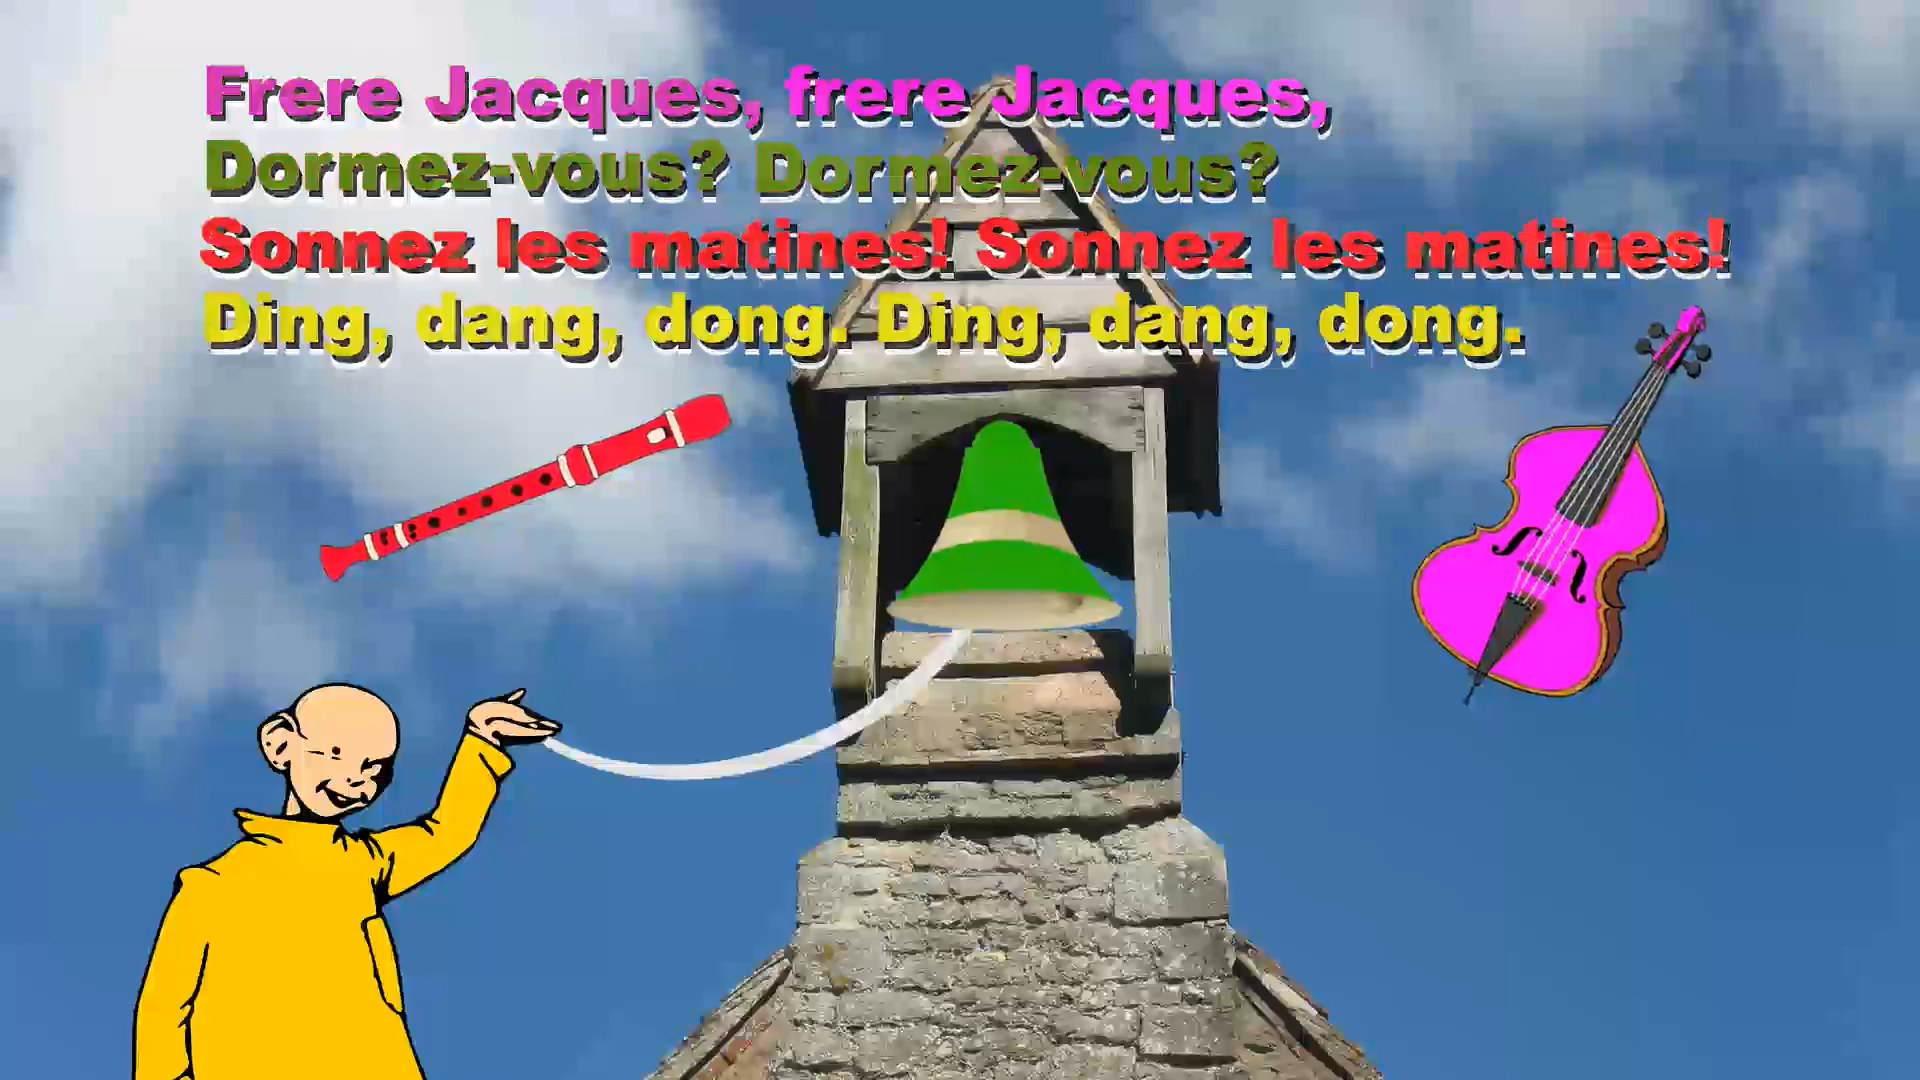 Frere Jacques, frere Jacques,
Dormez-vous? Dormez-vous?
Sonnez les matines! Sonnez les matines!
Ding, dang, dong. Ding, dang, dong.